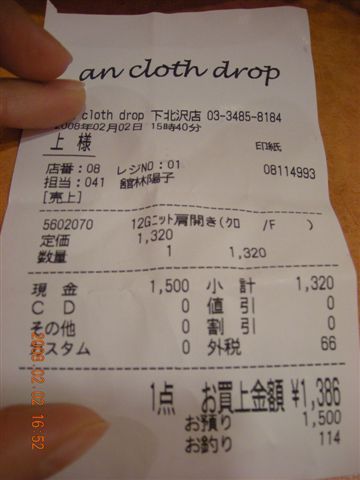 an cloth drop
cloth drop 下北沢店 03-3485-8184
2008年02月02日 15時40分
上 様 印紙
店番:08 レジNO:01 08114993
担当:041 舘林陽子
[売上]
5602070 12Gニット肩開き(クロ /F )
定価 1,320
数量 1 1,320
現 金 1,500 小 計 1,320
C D 0 値 引 0
その他 0 割 引 0
カスタム 0 外税 66
1点 お買上金額 ¥1,386
お預り 1,500
お釣り 114
2008.02.02 16:52